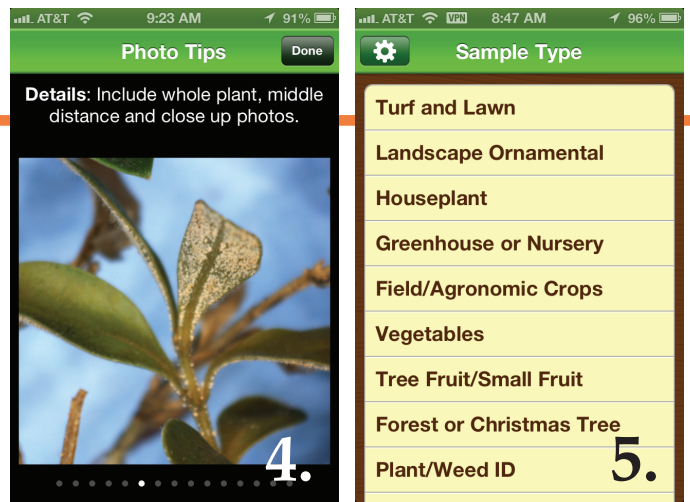 AT&T 9:23 AM 91%
Photo Tips
Done
Details: Include whole plant, middle
distance and close up photos.
4.
AT&T VPN 8:47 AM 96%
Sample Type
Turf and Lawn
Landscape Ornamental
Houseplant
Greenhouse or Nursery
Field/Agronomic Crops
Vegetables
Tree Fruit/Small Fruit
Forest or Christmas Tree
Plant/Weed ID
5.